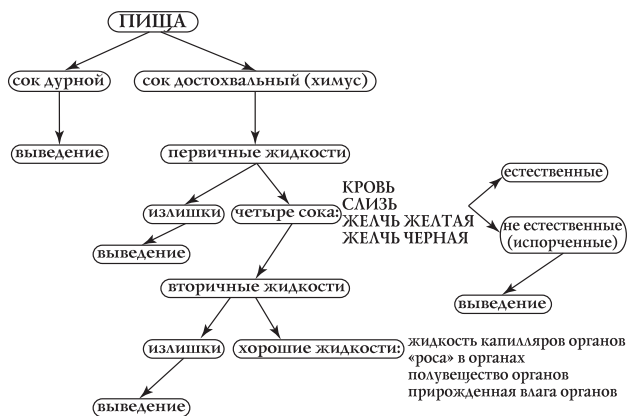 ПИЩА
сок дурной
сок достохвальный (химус)
выведение
первичные жидкости
излишки
четыре сока:
КРОВЬ
СЛИЗЬ
ЖЕЛЧЬ ЖЕЛТАЯ
ЖЕЛЧЬ ЧЕРНАЯ
естественные
не естественные
(испорченные)
выведение
вторичные жидкости
выведение
излишки
хорошие жидкости:
жидкость капилляров органов
«роса» в органах
полувещество органов
прирожденная влага органов
выведение